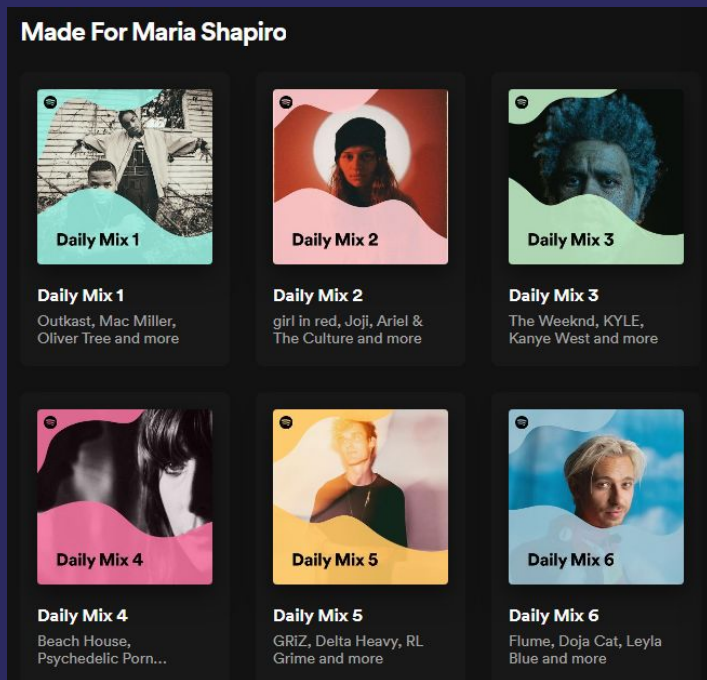 Made For Maria Shapiro
Daily Mix 1
Daily Mix 2
Daily Mix 3
Daily Mix 1
Outkast, Mac Miller,
Oliver Tree and more
Daily Mix 2
girl in red, Joji, Ariel &
The Culture and more
Daily Mix 3
The Weeknd, KYLE,
Kanye West and more
Daily Mix 4
Daily Mix 5
Daily Mix 6
Daily Mix 4
Beach House,
Psychedelic Porn...
Daily Mix 5
GRiZ, Delta Heavy, RL
Grime and more
Daily Mix 6
Flume, Doja Cat, Leyla
Blue and more